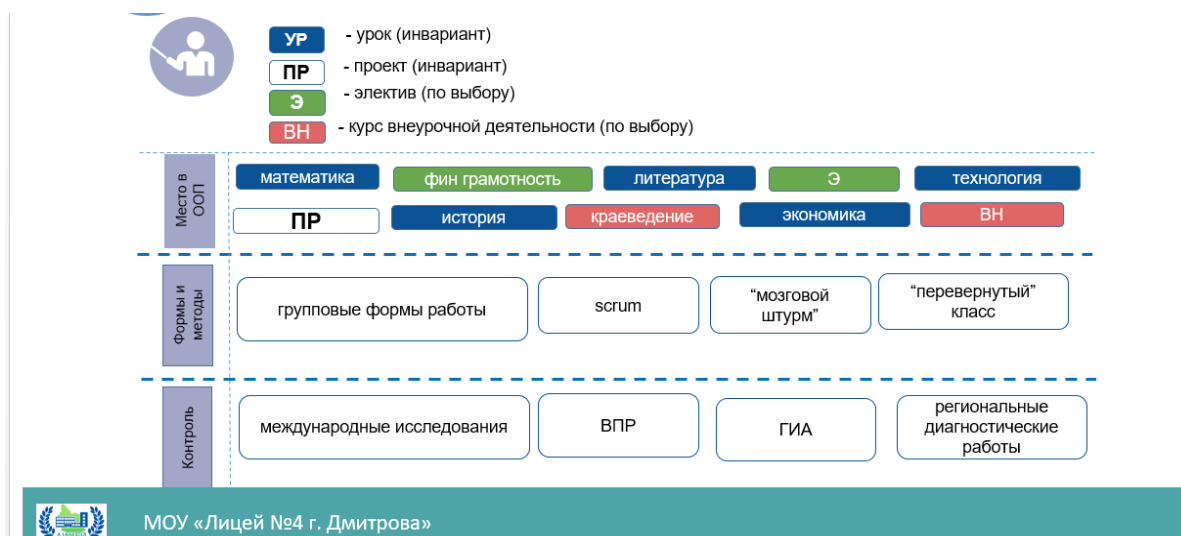 УР - урок (инвариант)
ПР - проект (инвариант)
Э - электив (по выбору)
ВН - курс внеурочной деятельности (по выбору)
Место в
ООП
математика фин грамотность литература Э технология
ПР история краеведение экономика ВН
Формы и
методы
групповые формы работы
scrum
“мозговой
штурм”
“перевернутый”
класс
Контроль
международные исследования
ВПР
ГИА
региональные
диагностические
работы
МОУ «Лицей №4 г. Дмитрова»